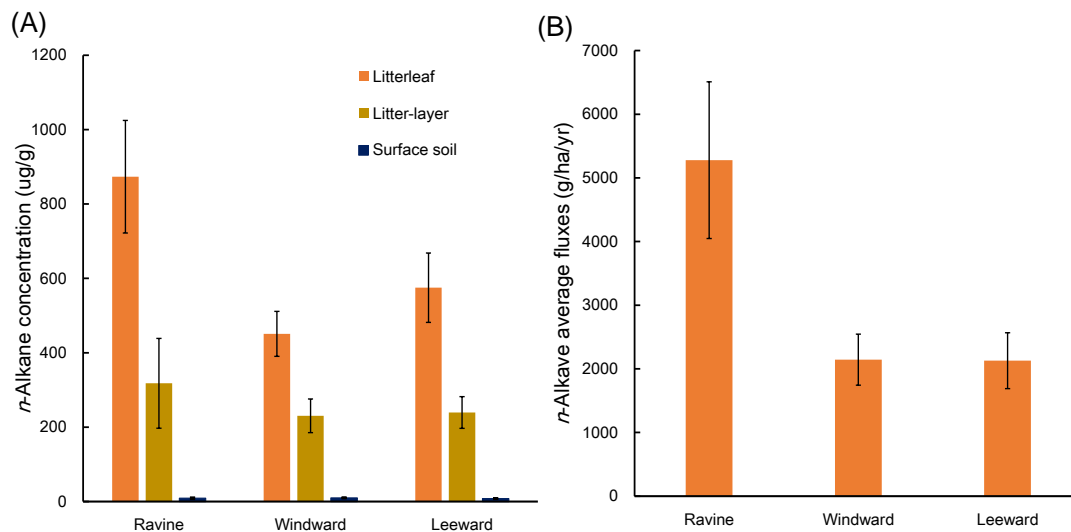 (A)
n-Alkane concentration (ug/g)
1200
1000
800
600
400
200
0
Litterleaf
Litter-layer
Surface soil
Ravine
Windward
Leeward
(B)
n-Alkave average fluxes (g/ha/yr)
7000
6000
5000
4000
3000
2000
1000
0
Ravine
Windward
Leeward